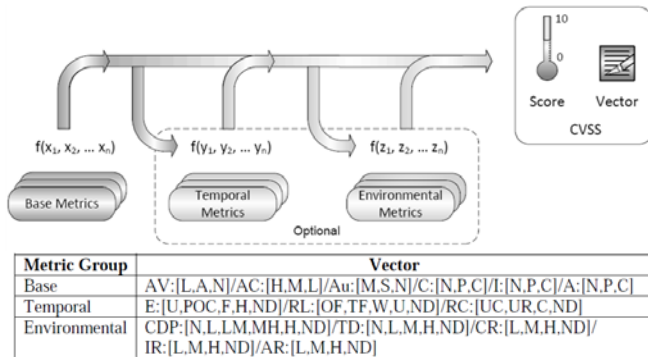 10
0
Score
Vector
CVSS
f(x₁, x₂, ... xₙ)
f(y₁, y₂, ... yₙ)
f(z₁, z₂, ... zₙ)
Base Metrics
Temporal
Metrics
Environmental
Metrics
Optional
Metric Group Vector
Base AV:[L,A,N]/AC:[H,M,L]/Au:[M,S,N]/C:[N,P,C]/I:[N,P,C]/A:[N,P,C]
Temporal E:[U,POC,F,H,ND]/RL:[OF,TF,W,U,ND]/RC:[UC,UR,C,ND]
Environmental CDP:[N,L,LM,MH,H,ND]/TD:[N,L,M,H,ND]/CR:[L,M,H,ND]/
IR:[L,M,H,ND]/AR:[L,M,H,ND]